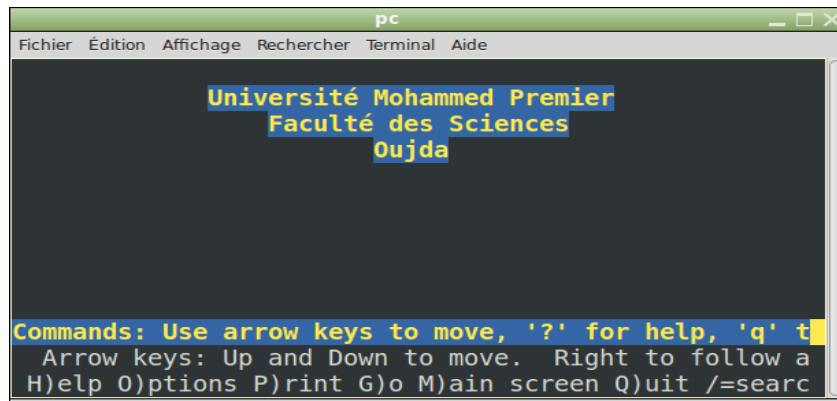 pc
Fichier Édition Affichage Rechercher Terminal Aide
Université Mohammed Premier
Faculté des Sciences
Oujda
Commands: Use arrow keys to move, '?' for help, 'q' t
Arrow keys: Up and Down to move. Right to follow a
H)elp O)ptions P)rint G)o M)ain screen Q)uit /=searc